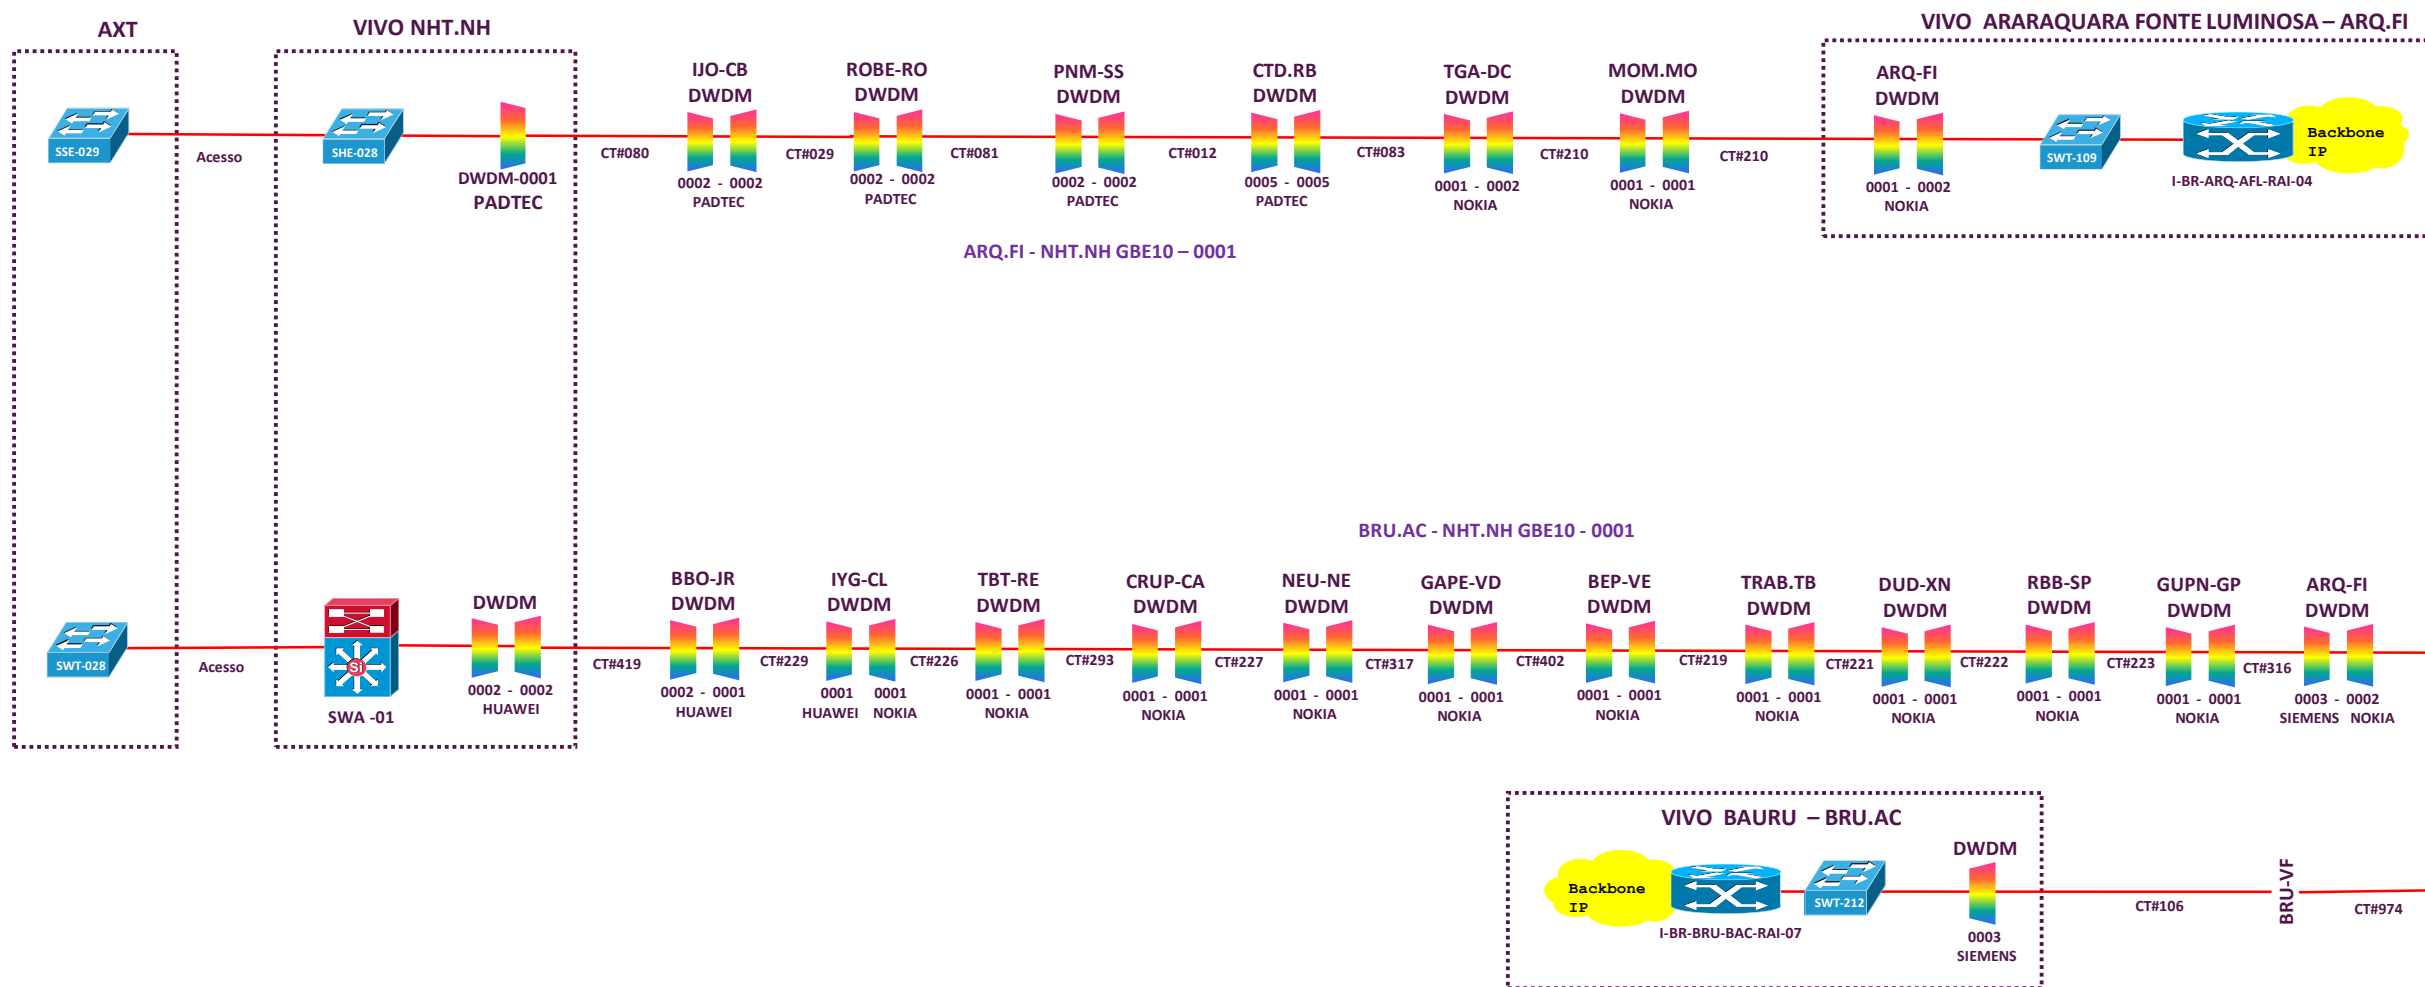 AXT
VIVO NHT.NH
VIVO  ARARAQUARA FONTE LUMINOSA – ARQ.FI
IJO-CB
DWDM
ROBE-RO
DWDM
PNM-SS
DWDM
CTD.RB
DWDM
TGA-DC
DWDM
MOM.MO
DWDM
ARQ-FI
DWDM
SSE-029
Acesso
SHE-028
DWDM-0001
PADTEC
CT#080
0002 - 0002
PADTEC
CT#029
0002 - 0002
PADTEC
CT#081
0002 - 0002
PADTEC
CT#012
0005 - 0005
PADTEC
CT#083
0001 - 0002
NOKIA
CT#210
0001 - 0001
NOKIA
CT#210
0001 - 0002
NOKIA
SWT-109
Backbone
IP
I-BR-ARQ-AFL-RAI-04
ARQ.FI - NHT.NH GBE10 – 0001
BRU.AC - NHT.NH GBE10 - 0001
DWDM
BBO-JR
DWDM
IYG-CL
DWDM
TBT-RE
DWDM
CRUP-CA
DWDM
NEU-NE
DWDM
GAPE-VD
DWDM
BEP-VE
DWDM
TRAB.TB
DWDM
DUD-XN
DWDM
RBB-SP
DWDM
GUPN-GP
DWDM
ARQ-FI
DWDM
SWT-028
Acesso
Si
SWA -01
0002 - 0002
HUAWEI
CT#419
0002 - 0001
HUAWEI
CT#229
0001 0001
HUAWEI NOKIA
CT#226
0001 - 0001
NOKIA
CT#293
0001 - 0001
NOKIA
CT#227
0001 - 0001
NOKIA
CT#317
0001 - 0001
NOKIA
CT#402
0001 - 0001
NOKIA
CT#219
0001 - 0001
NOKIA
CT#221
0001 - 0001
NOKIA
CT#222
0001 - 0001
NOKIA
CT#223
0001 - 0001
NOKIA
CT#316
0003 - 0002
SIEMENS NOKIA
VIVO  BAURU  – BRU.AC
DWDM
Backbone
IP
SWT-212
I-BR-BRU-BAC-RAI-07
0003
SIEMENS
CT#106
BRU-VF
CT#974